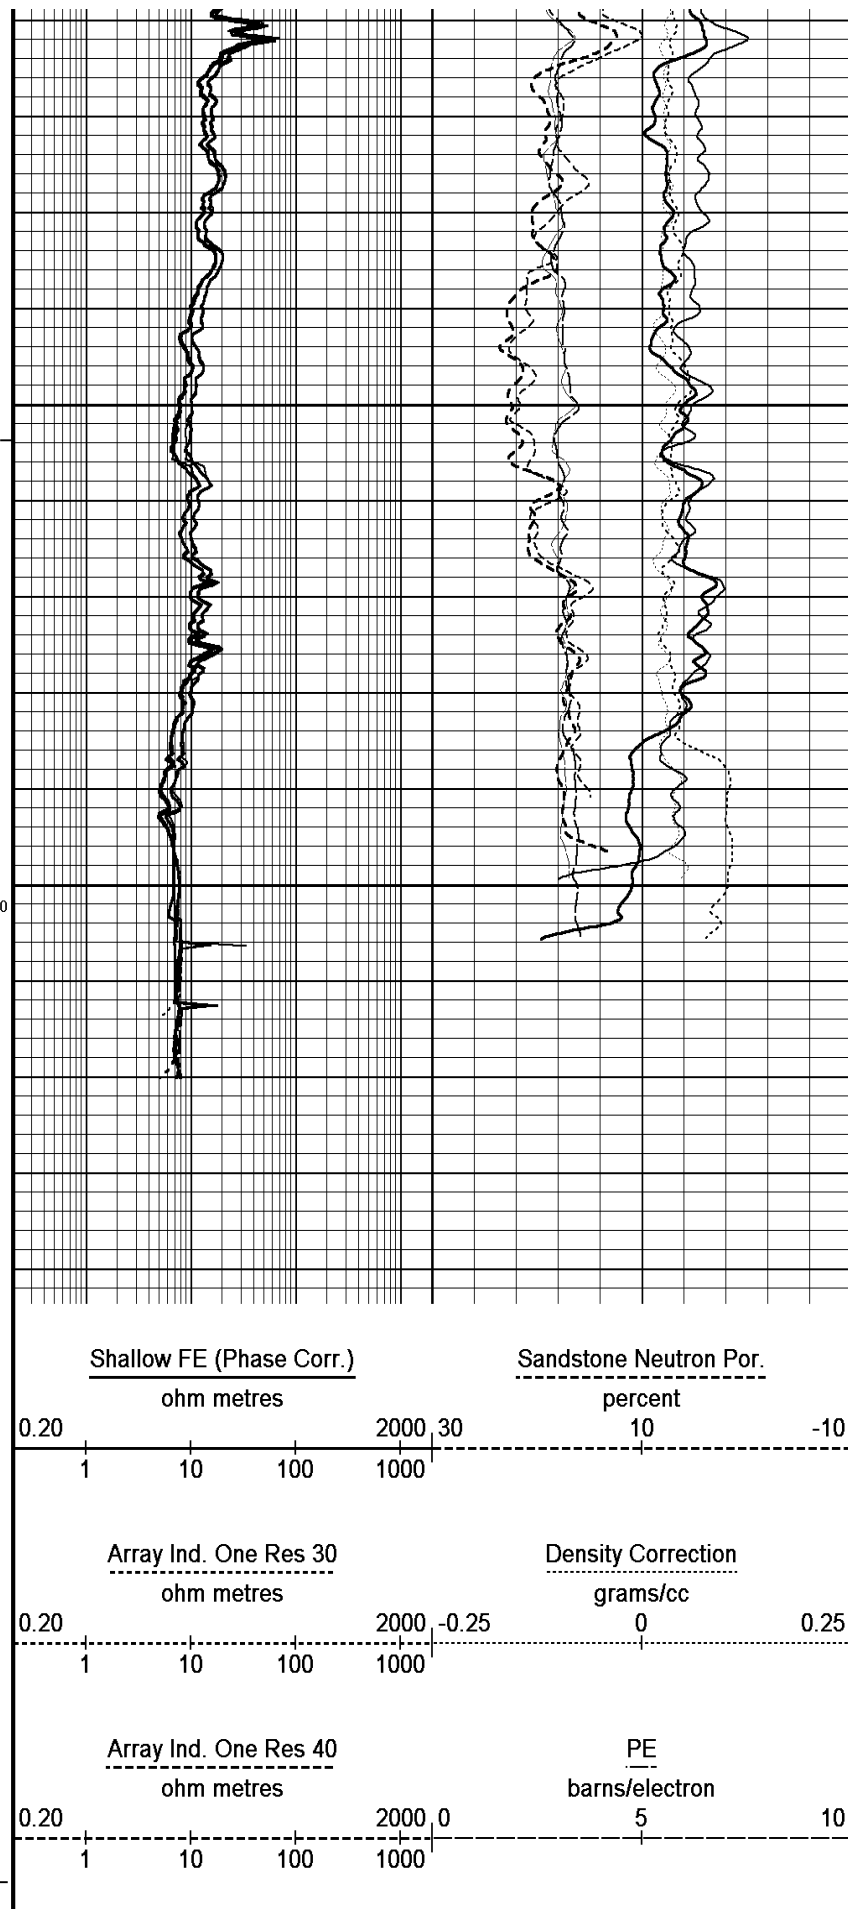 0
Shallow FE (Phase Corr.)
ohm metres
0.20 2000
1 10 100 1000
Sandstone Neutron Por.
percent
30 10 -10
Array Ind. One Res 30
ohm metres
0.20 2000
1 10 100 1000
Density Correction
grams/cc
-0.25 0 0.25
Array Ind. One Res 40
ohm metres
0.20 2000
1 10 100 1000
PE
barns/electron
0 5 10